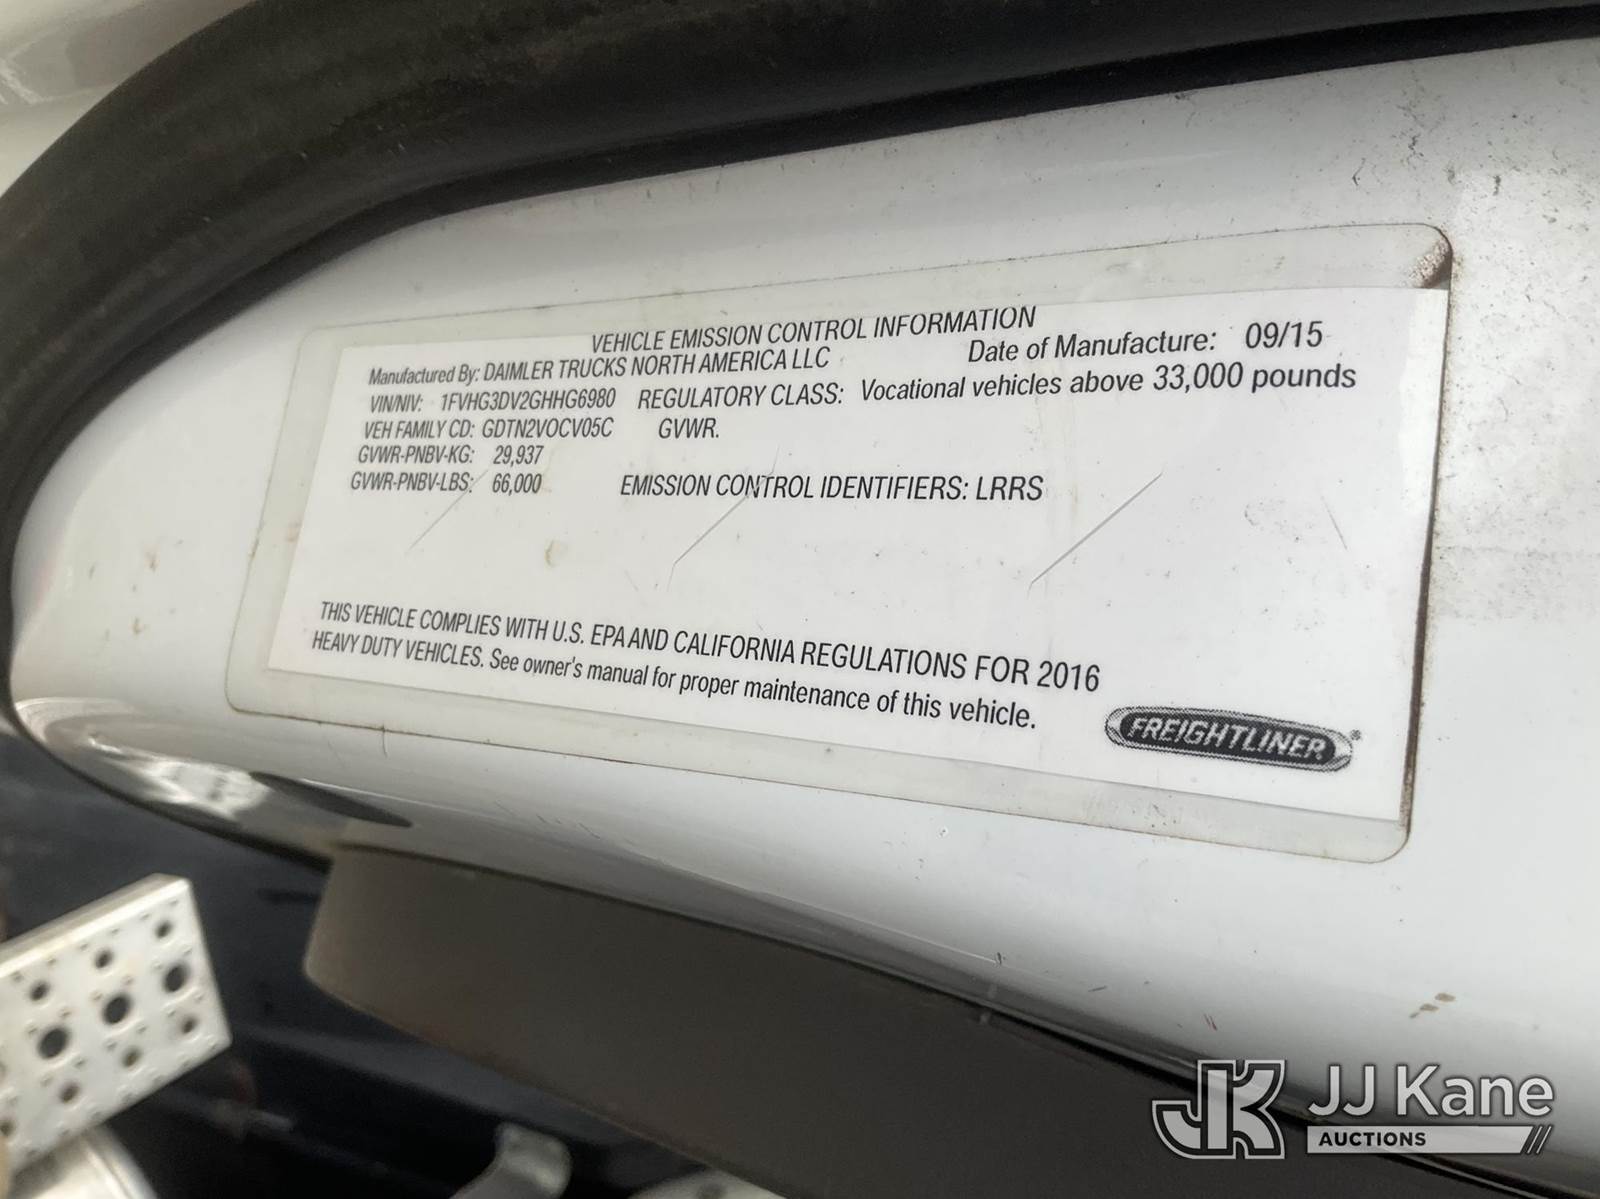 VEHICLE EMISSION CONTROL INFORMATION
Manufactured By: DAIMLER TRUCKS NORTH AMERICA LLC Date of Manufacture: 09/15
VIN/NIV: 1FVHG3DV2GHHG6980 REGULATORY CLASS: Vocational vehicles above 33,000 pounds
VEH FAMILY CD: GDTN2VOCV05C GVWR.
GVWR-PNBV-KG: 29,937
GVWR-PNBV-LBS: 66,000 EMISSION CONTROL IDENTIFIERS: LRRS
THIS VEHICLE COMPLIES WITH U.S. EPA AND CALIFORNIA REGULATIONS FOR 2016
HEAVY DUTY VEHICLES. See owner's manual for proper maintenance of this vehicle.
FREIGHTLINER®
JK JJ Kane
AUCTIONS